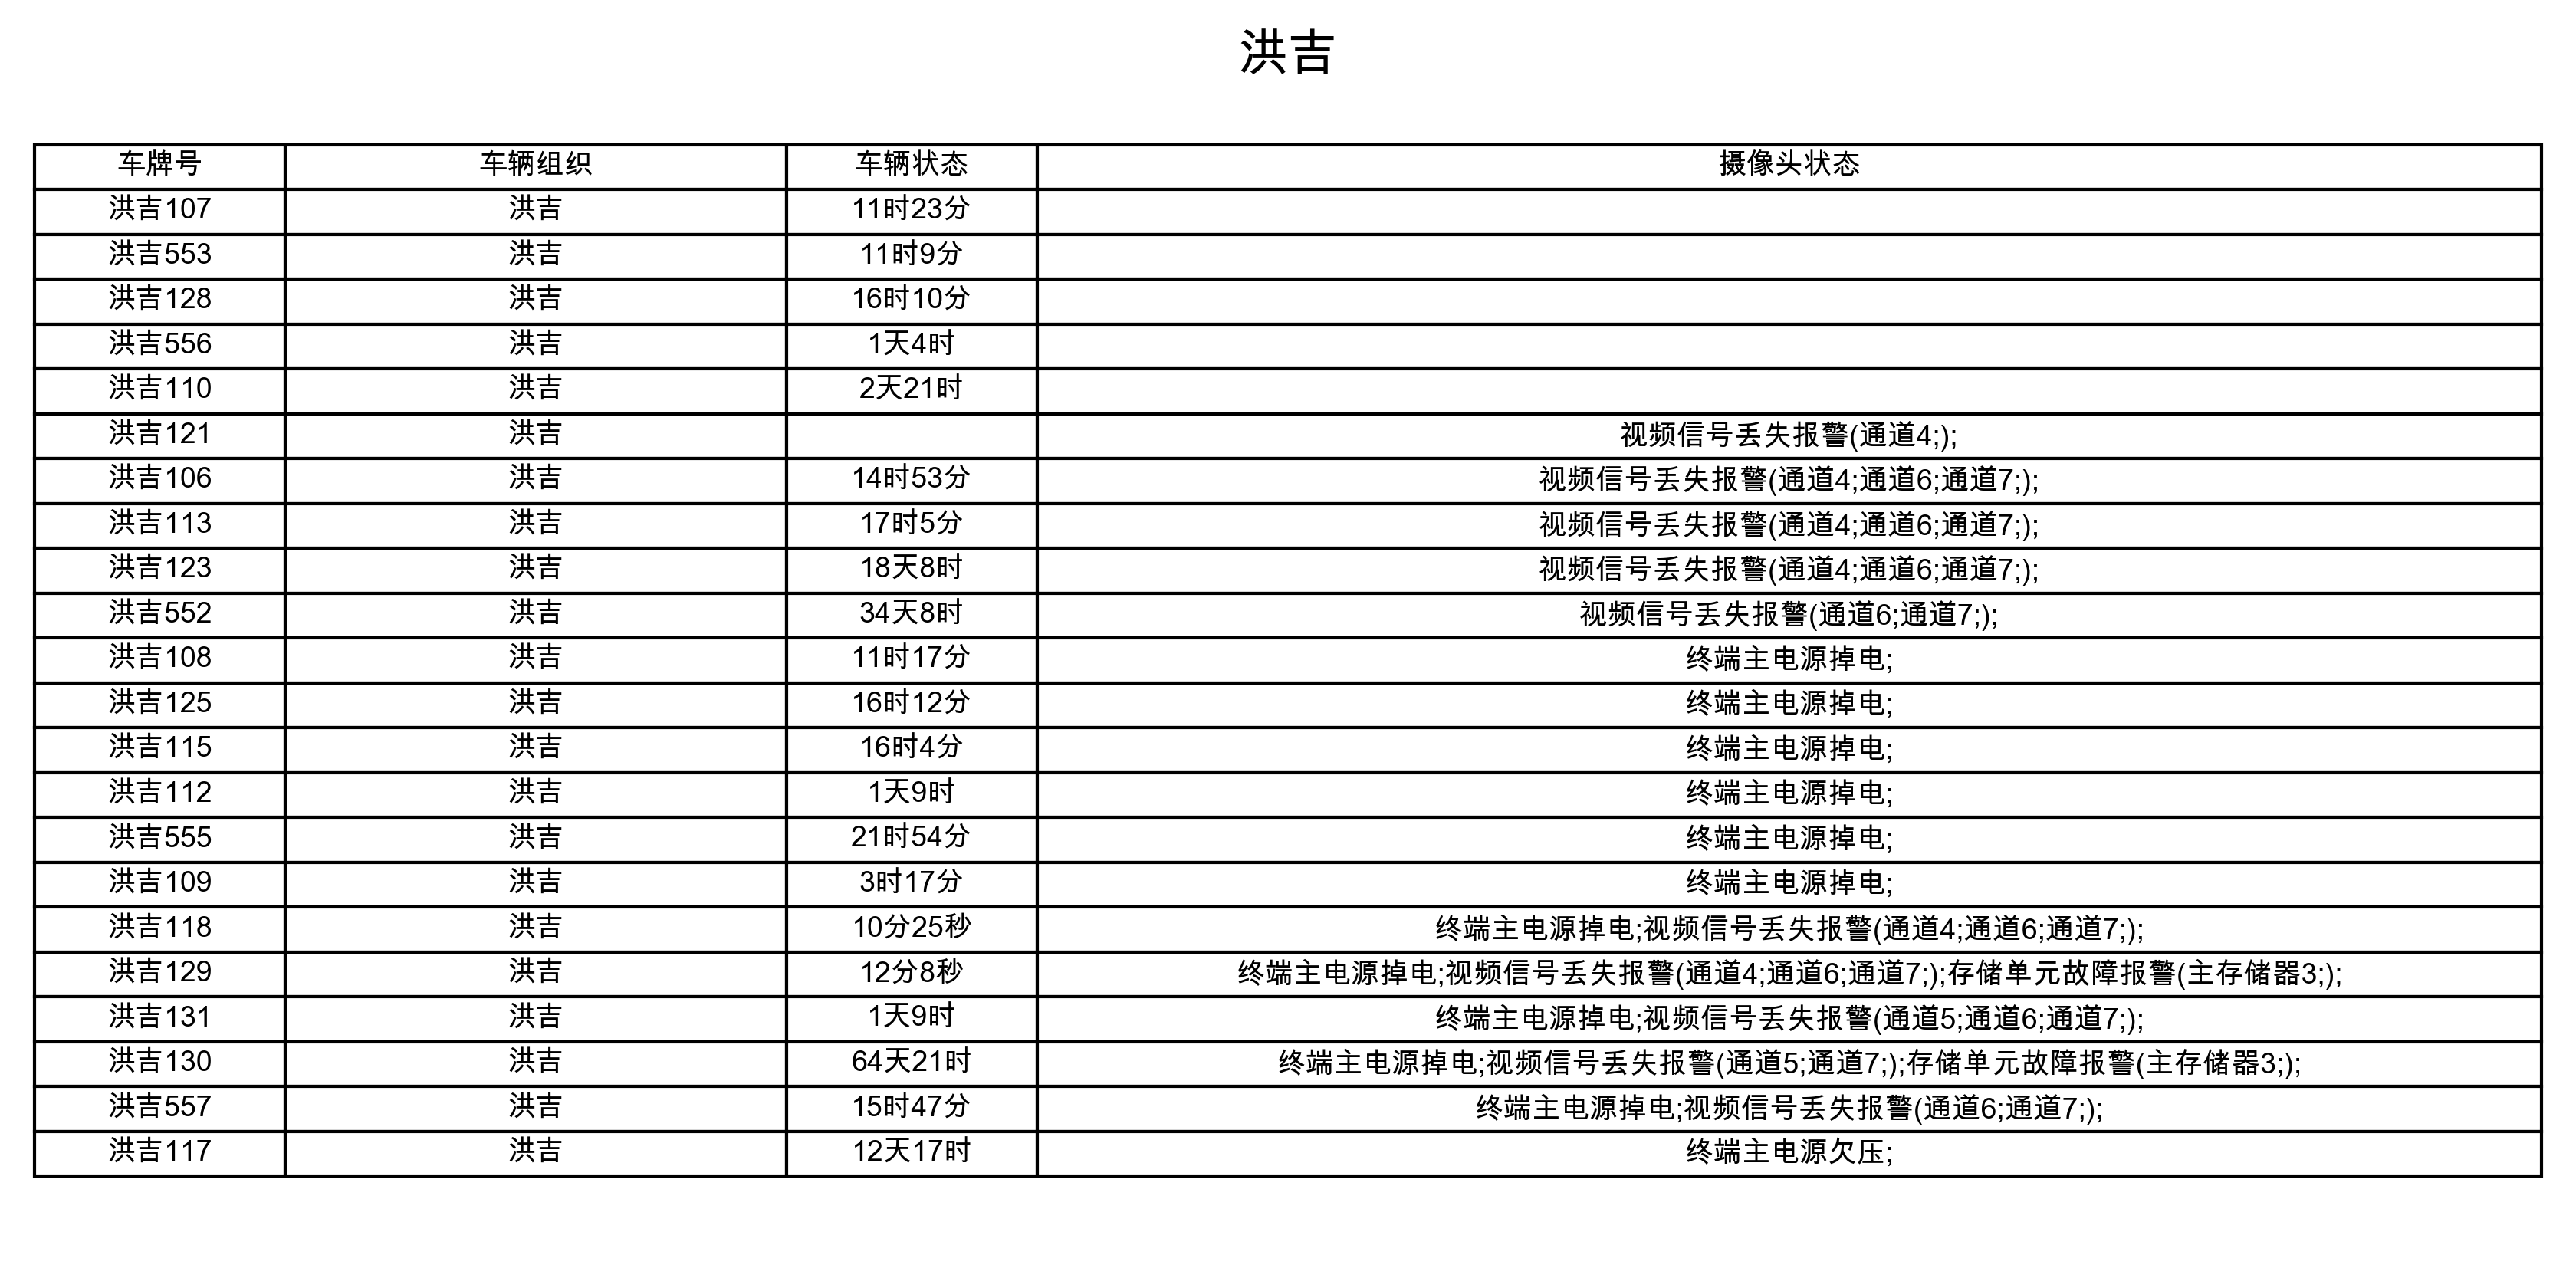 洪吉
车牌号 车辆组织 车辆状态 摄像头状态
洪吉107 洪吉 11时23分
洪吉553 洪吉 11时9分
洪吉128 洪吉 16时10分
洪吉556 洪吉 1天4时
洪吉110 洪吉 2天21时
洪吉121 洪吉 视频信号丢失报警(通道4;);
洪吉106 洪吉 14时53分 视频信号丢失报警(通道4;通道6;通道7;);
洪吉113 洪吉 17时5分 视频信号丢失报警(通道4;通道6;通道7;);
洪吉123 洪吉 18天8时 视频信号丢失报警(通道4;通道6;通道7;);
洪吉552 洪吉 34天8时 视频信号丢失报警(通道6;通道7;);
洪吉108 洪吉 11时17分 终端主电源掉电;
洪吉125 洪吉 16时12分 终端主电源掉电;
洪吉115 洪吉 16时4分 终端主电源掉电;
洪吉112 洪吉 1天9时 终端主电源掉电;
洪吉555 洪吉 21时54分 终端主电源掉电;
洪吉109 洪吉 3时17分 终端主电源掉电;
洪吉118 洪吉 10分25秒 终端主电源掉电;视频信号丢失报警(通道4;通道6;通道7;);
洪吉129 洪吉 12分8秒 终端主电源掉电;视频信号丢失报警(通道4;通道6;通道7;);存储单元故障报警(主存储器3;);
洪吉131 洪吉 1天9时 终端主电源掉电;视频信号丢失报警(通道5;通道6;通道7;);
洪吉130 洪吉 64天21时 终端主电源掉电;视频信号丢失报警(通道5;通道7;);存储单元故障报警(主存储器3;);
洪吉557 洪吉 15时47分 终端主电源掉电;视频信号丢失报警(通道6;通道7;);
洪吉117 洪吉 12天17时 终端主电源欠压;